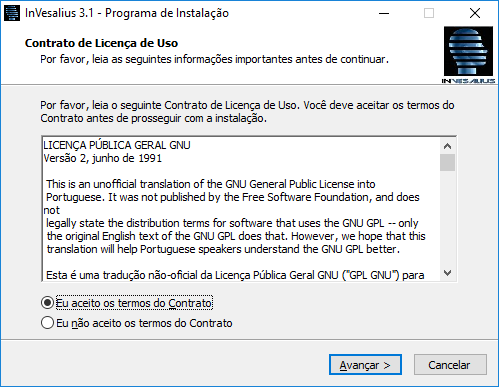 InVesalius 3.1 - Programa de Instalação
Contrato de Licença de Uso
Por favor, leia as seguintes informações importantes antes de continuar.
INVESALIUS
Por favor, leia o seguinte Contrato de Licença de Uso. Você deve aceitar os termos do
Contrato antes de prosseguir com a instalação.
LICENÇA PÚBLICA GERAL GNU
Versão 2, junho de 1991
This is an unofficial translation of the GNU General Public License into
Portuguese. It was not published by the Free Software Foundation, and does
not
legally state the distribution terms for software that uses the GNU GPL -- only
the original English text of the GNU GPL does that. However, we hope that this
translation will help Portuguese speakers understand the GNU GPL better.
Esta é uma tradução não-oficial da Licença Pública Geral GNU ("GPL GNU") para
Eu aceito os termos do Contrato
Eu não aceito os termos do Contrato
Avançar >
Cancelar